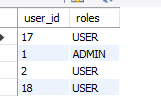 user_id roles
17 USER
1 ADMIN
2 USER
18 USER